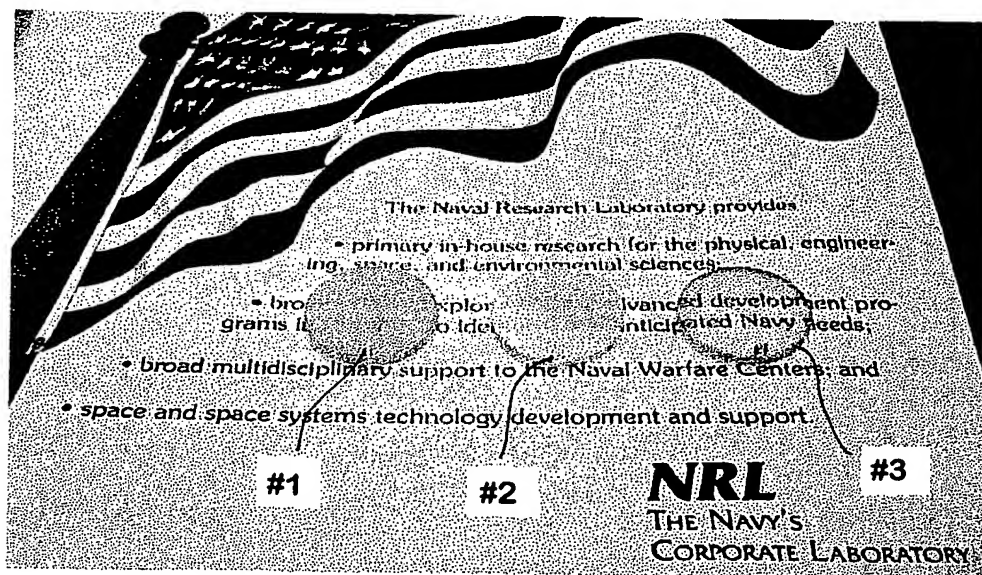 The Naval Research Laboratory provides
• primary in-house research for the physical, engineer-
ing, space, and environmental sciences;
• bro plor vanced development pro-
grams i o ide nticipated Navy needs;
• broad multidisciplinary support to the Naval Warfare Centers; and
• space and space systems technology development and support.
#1
#2
#3
NRL
THE NAVY'S
CORPORATE LABORATORY